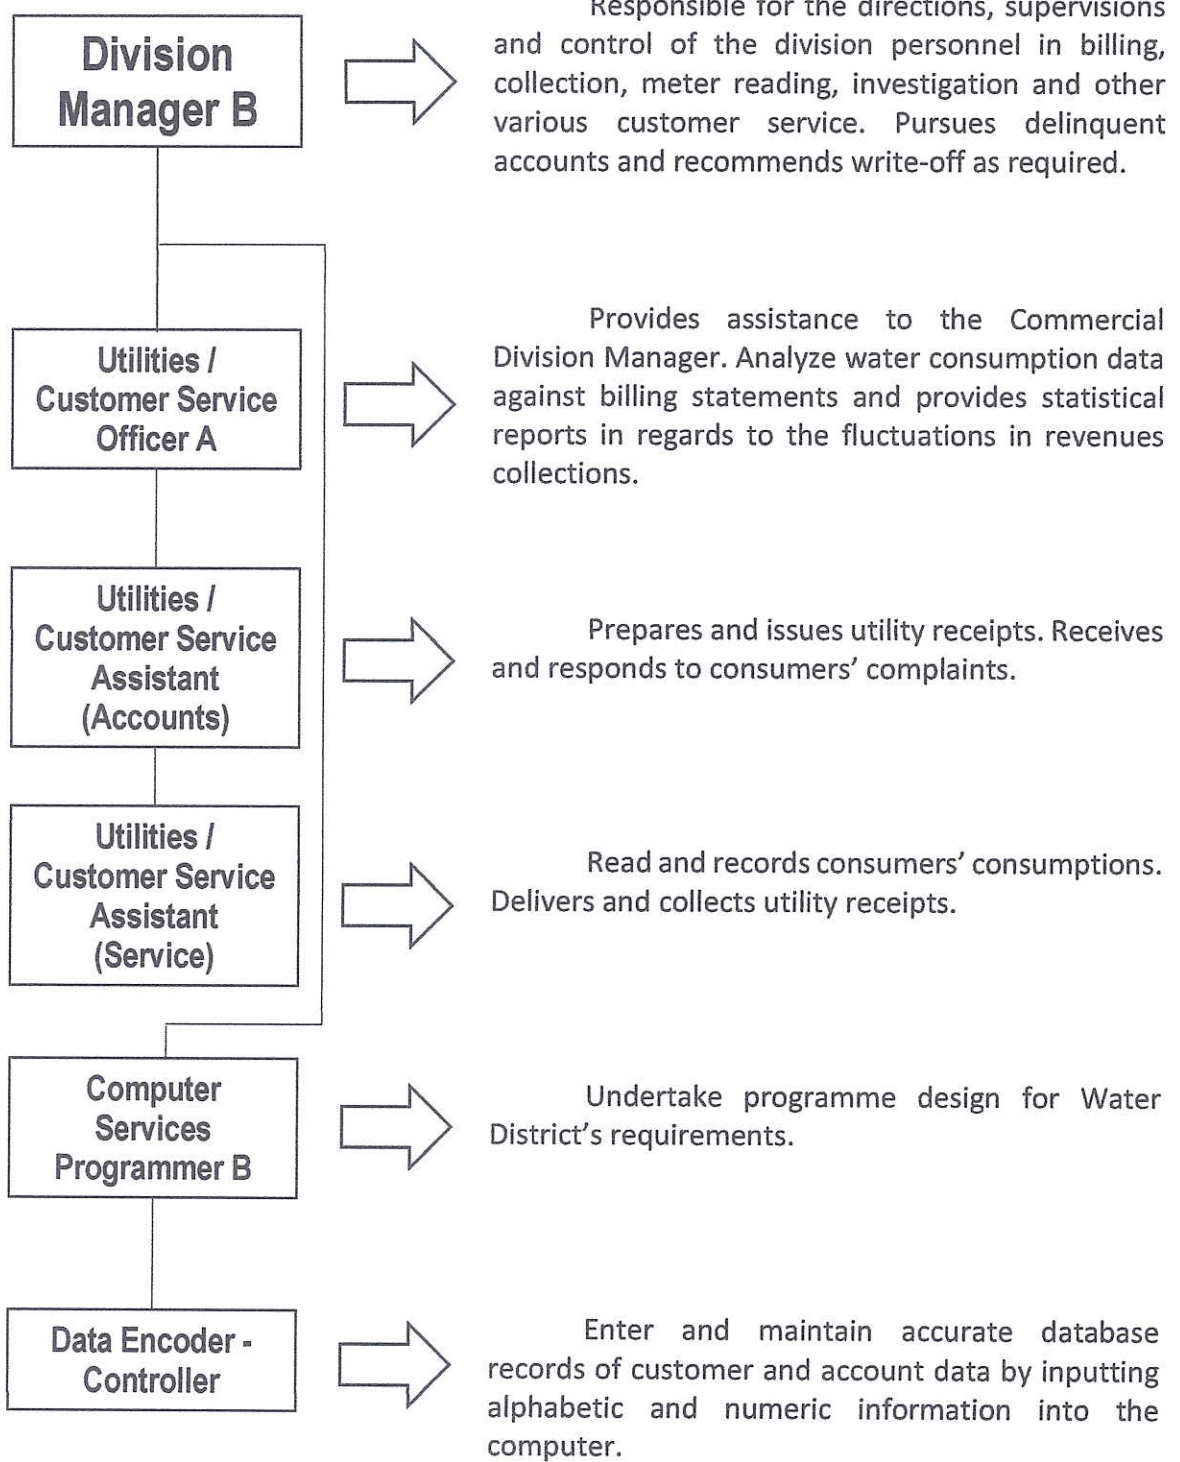 Division
Manager B
Responsible for the directions, supervisions
and control of the division personnel in billing,
collection, meter reading, investigation and other
various customer service. Pursues delinquent
accounts and recommends write-off as required.
Utilities /
Customer Service
Officer A
Provides assistance to the Commercial
Division Manager. Analyze water consumption data
against billing statements and provides statistical
reports in regards to the fluctuations in revenues
collections.
Utilities /
Customer Service
Assistant
(Accounts)
Prepares and issues utility receipts. Receives
and responds to consumers’ complaints.
Utilities /
Customer Service
Assistant
(Service)
Read and records consumers’ consumptions.
Delivers and collects utility receipts.
Computer
Services
Programmer B
Undertake programme design for Water
District’s requirements.
Data Encoder -
Controller
Enter and maintain accurate database
records of customer and account data by inputting
alphabetic and numeric information into the
computer.